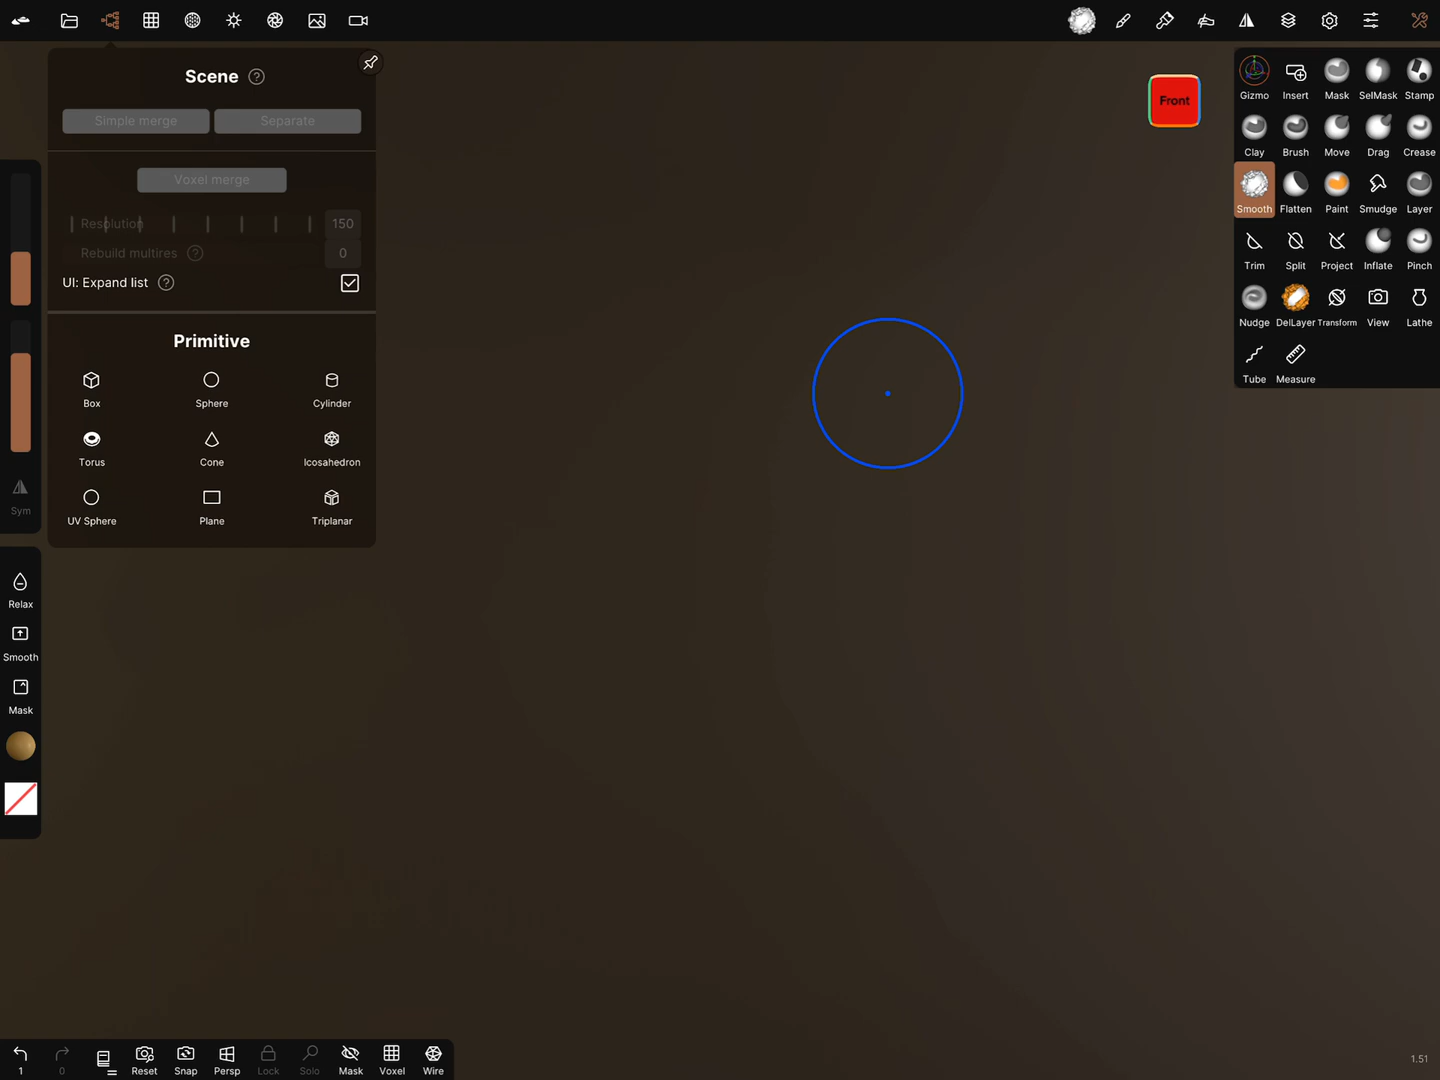 Scene ?
Simple merge Separate
Voxel merge
Resolution 150
Rebuild multires ? 0
UI: Expand list ?
Primitive
Box Sphere Cylinder
Torus Cone Icosahedron
UV Sphere Plane Triplanar
Front
Gizmo Insert Mask SelMask Stamp
Clay Brush Move Drag Crease
Smooth Flatten Paint Smudge Layer
Trim Split Project Inflate Pinch
Nudge DelLayer Transform View Lathe
Tube Measure
Sym
Relax
Smooth
Mask
1 0 Reset Snap Persp Lock Solo Mask Voxel Wire
1.51